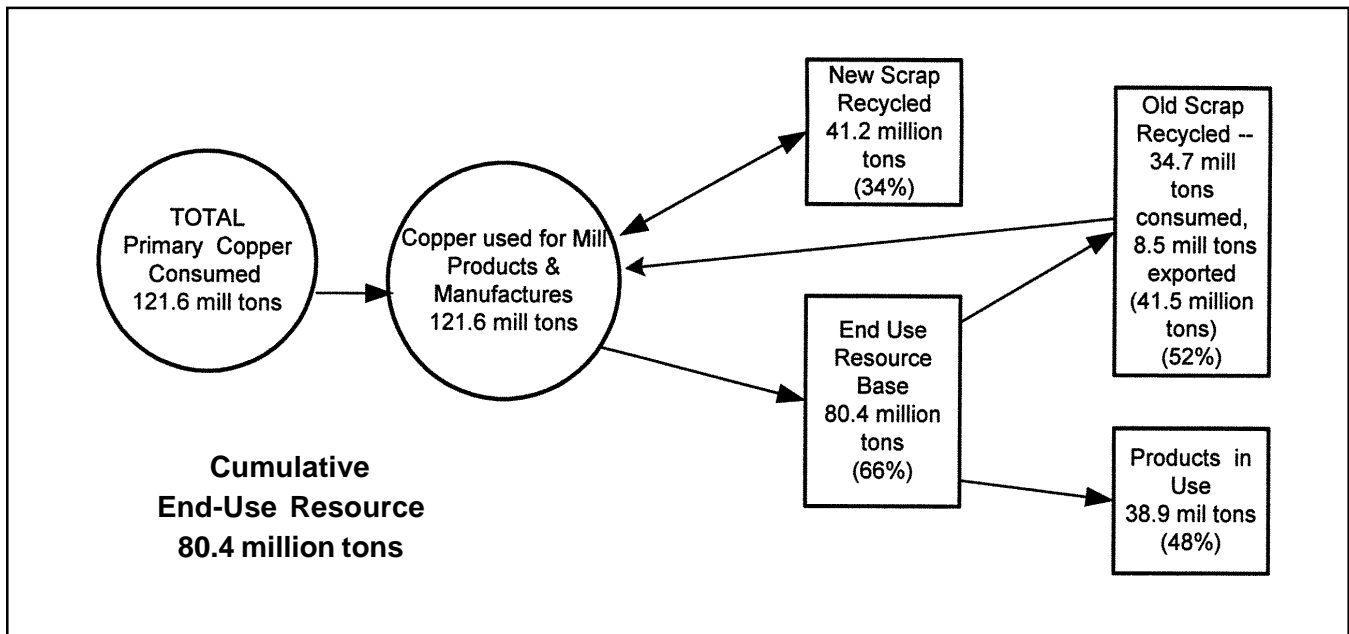 TOTAL
Primary Copper
Consumed
121.6 mill tons
Copper used for Mill
Products &
Manufactures
121.6 mill tons
New Scrap
Recycled
41.2 million
tons
(34%)
Old Scrap
Recycled --
34.7 mill
tons
consumed,
8.5 mill tons
exported
(41.5 million
tons)
(52%)
End Use
Resource
Base
80.4 million
tons
(66%)
Products in
Use
38.9 mil tons
(48%)
Cumulative
End-Use Resource
80.4 million tons